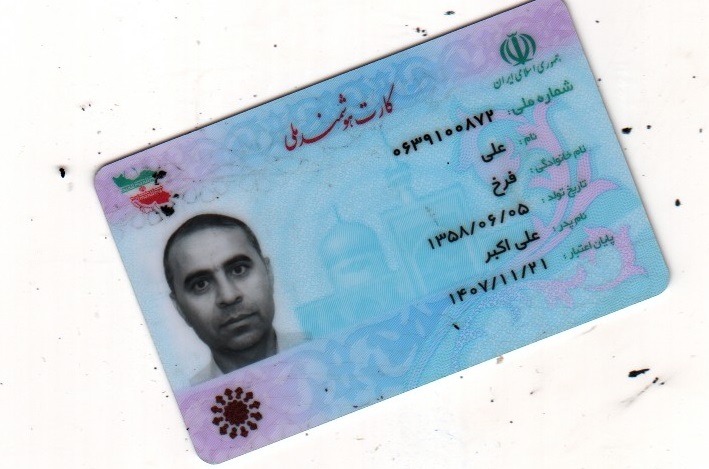 جمهوری اسلامی ایران
کارت هوشمند ملی
شماره ملی: ۰۶۳۹۱۰۰۸۷۲
نام: علی
نام خانوادگی: فرخ
تاریخ تولد: ۱۳۵۸/۰۶/۰۵
نام پدر: علی اکبر
پایان اعتبار: ۱۴۰۷/۱۱/۲۱
۱